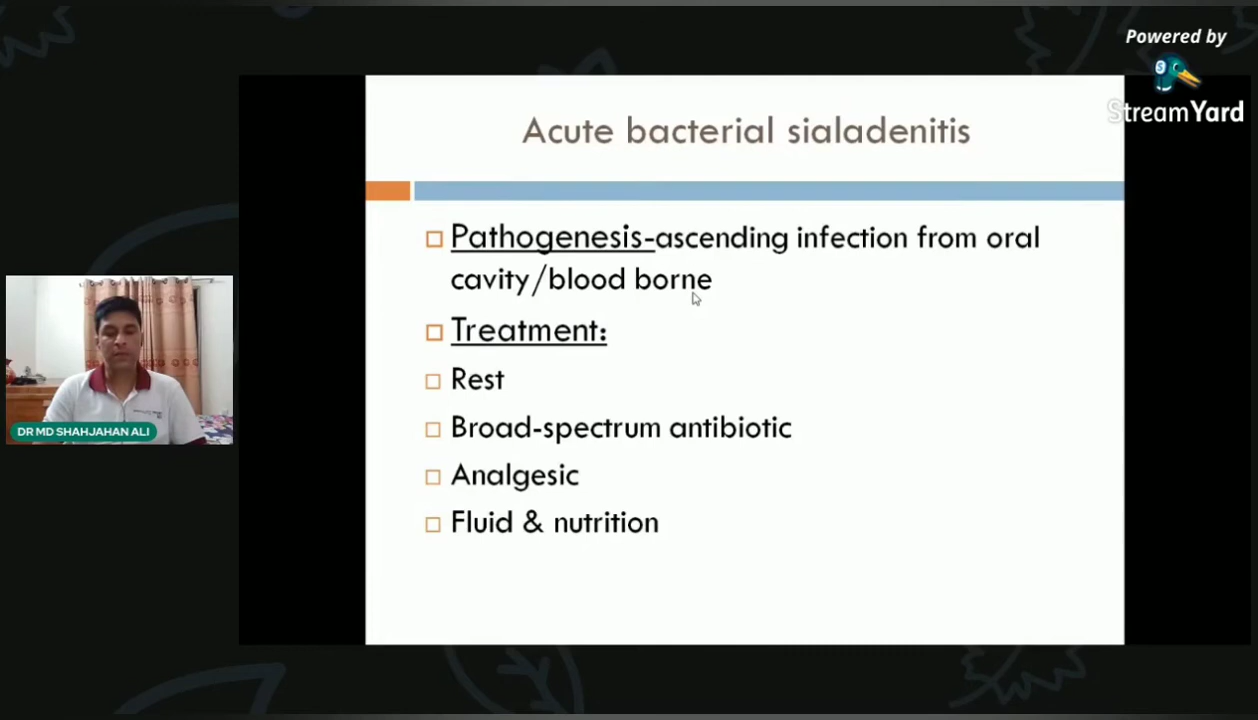 Powered by
StreamYard
Acute bacterial sialadenitis
Pathogenesis-ascending infection from oral
cavity/blood borne
Treatment:
Rest
Broad-spectrum antibiotic
Analgesic
Fluid & nutrition
DR MD SHAHJAHAN ALI